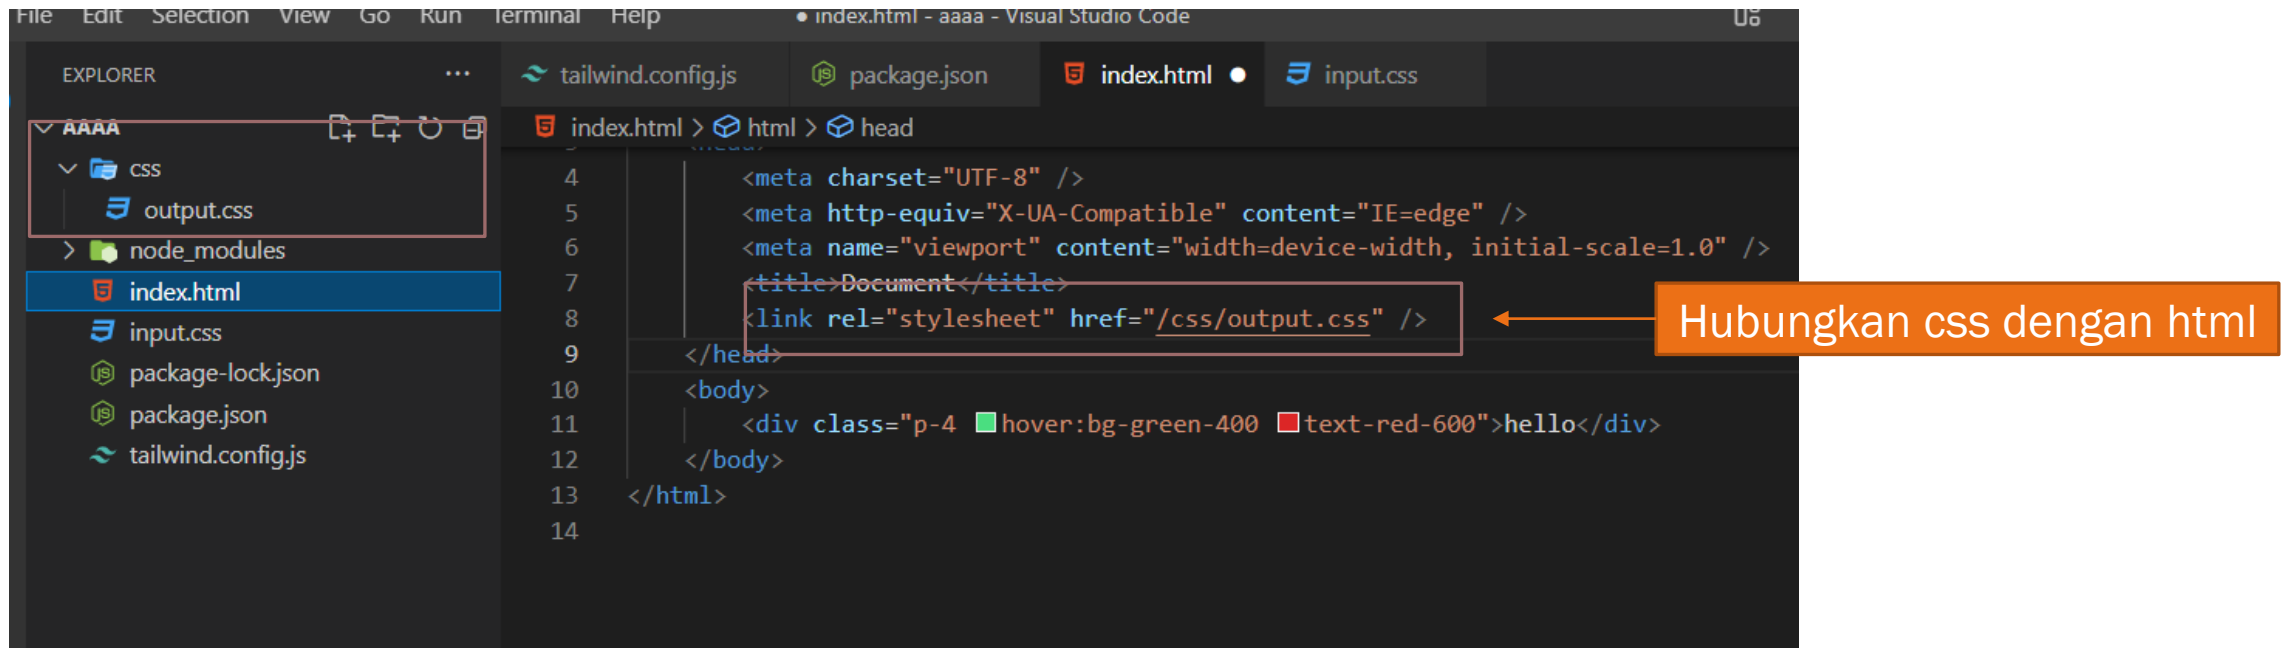 File Edit Selection View Go Run Terminal Help ● index.html - aaaa - Visual Studio Code
EXPLORER ···
tailwind.config.js package.json index.html ● input.css
AAAA
index.html > html > head
css
output.css
node_modules
index.html
input.css
package-lock.json
package.json
tailwind.config.js
3 <head>
4 <meta charset="UTF-8" />
5 <meta http-equiv="X-UA-Compatible" content="IE=edge" />
6 <meta name="viewport" content="width=device-width, initial-scale=1.0" />
7 <title>Document</title>
8 <link rel="stylesheet" href="/css/output.css" />
9 </head>
10 <body>
11 <div class="p-4 hover:bg-green-400 text-red-600">hello</div>
12 </body>
13 </html>
14
Hubungkan css dengan html